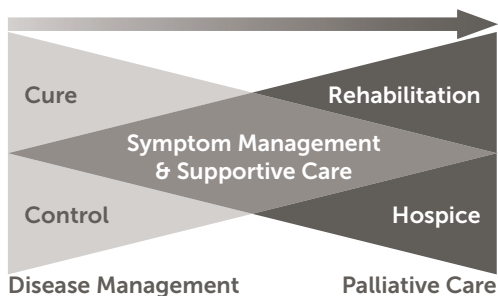 Cure
Rehabilitation
Symptom Management
& Supportive Care
Control
Hospice
Disease Management
Palliative Care